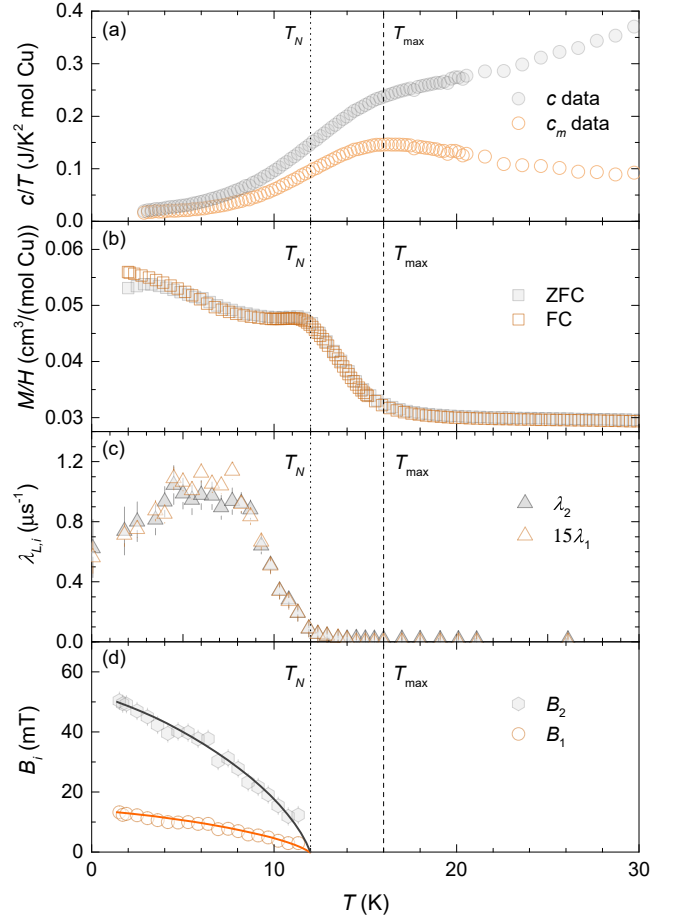 (a)
T_N
T_max
c/T (J/K² mol Cu)
0.4
0.3
0.2
0.1
0.0
c data
c_m data
(b)
T_N
T_max
M/H (cm³/(mol Cu))
0.06
0.05
0.04
0.03
ZFC
FC
(c)
T_N
T_max
λ_L,i (μs⁻¹)
1.2
0.8
0.4
0.0
λ₂
15λ₁
(d)
T_N
T_max
B_i (mT)
60
40
20
0
B₂
B₁
0 10 20 30
T (K)